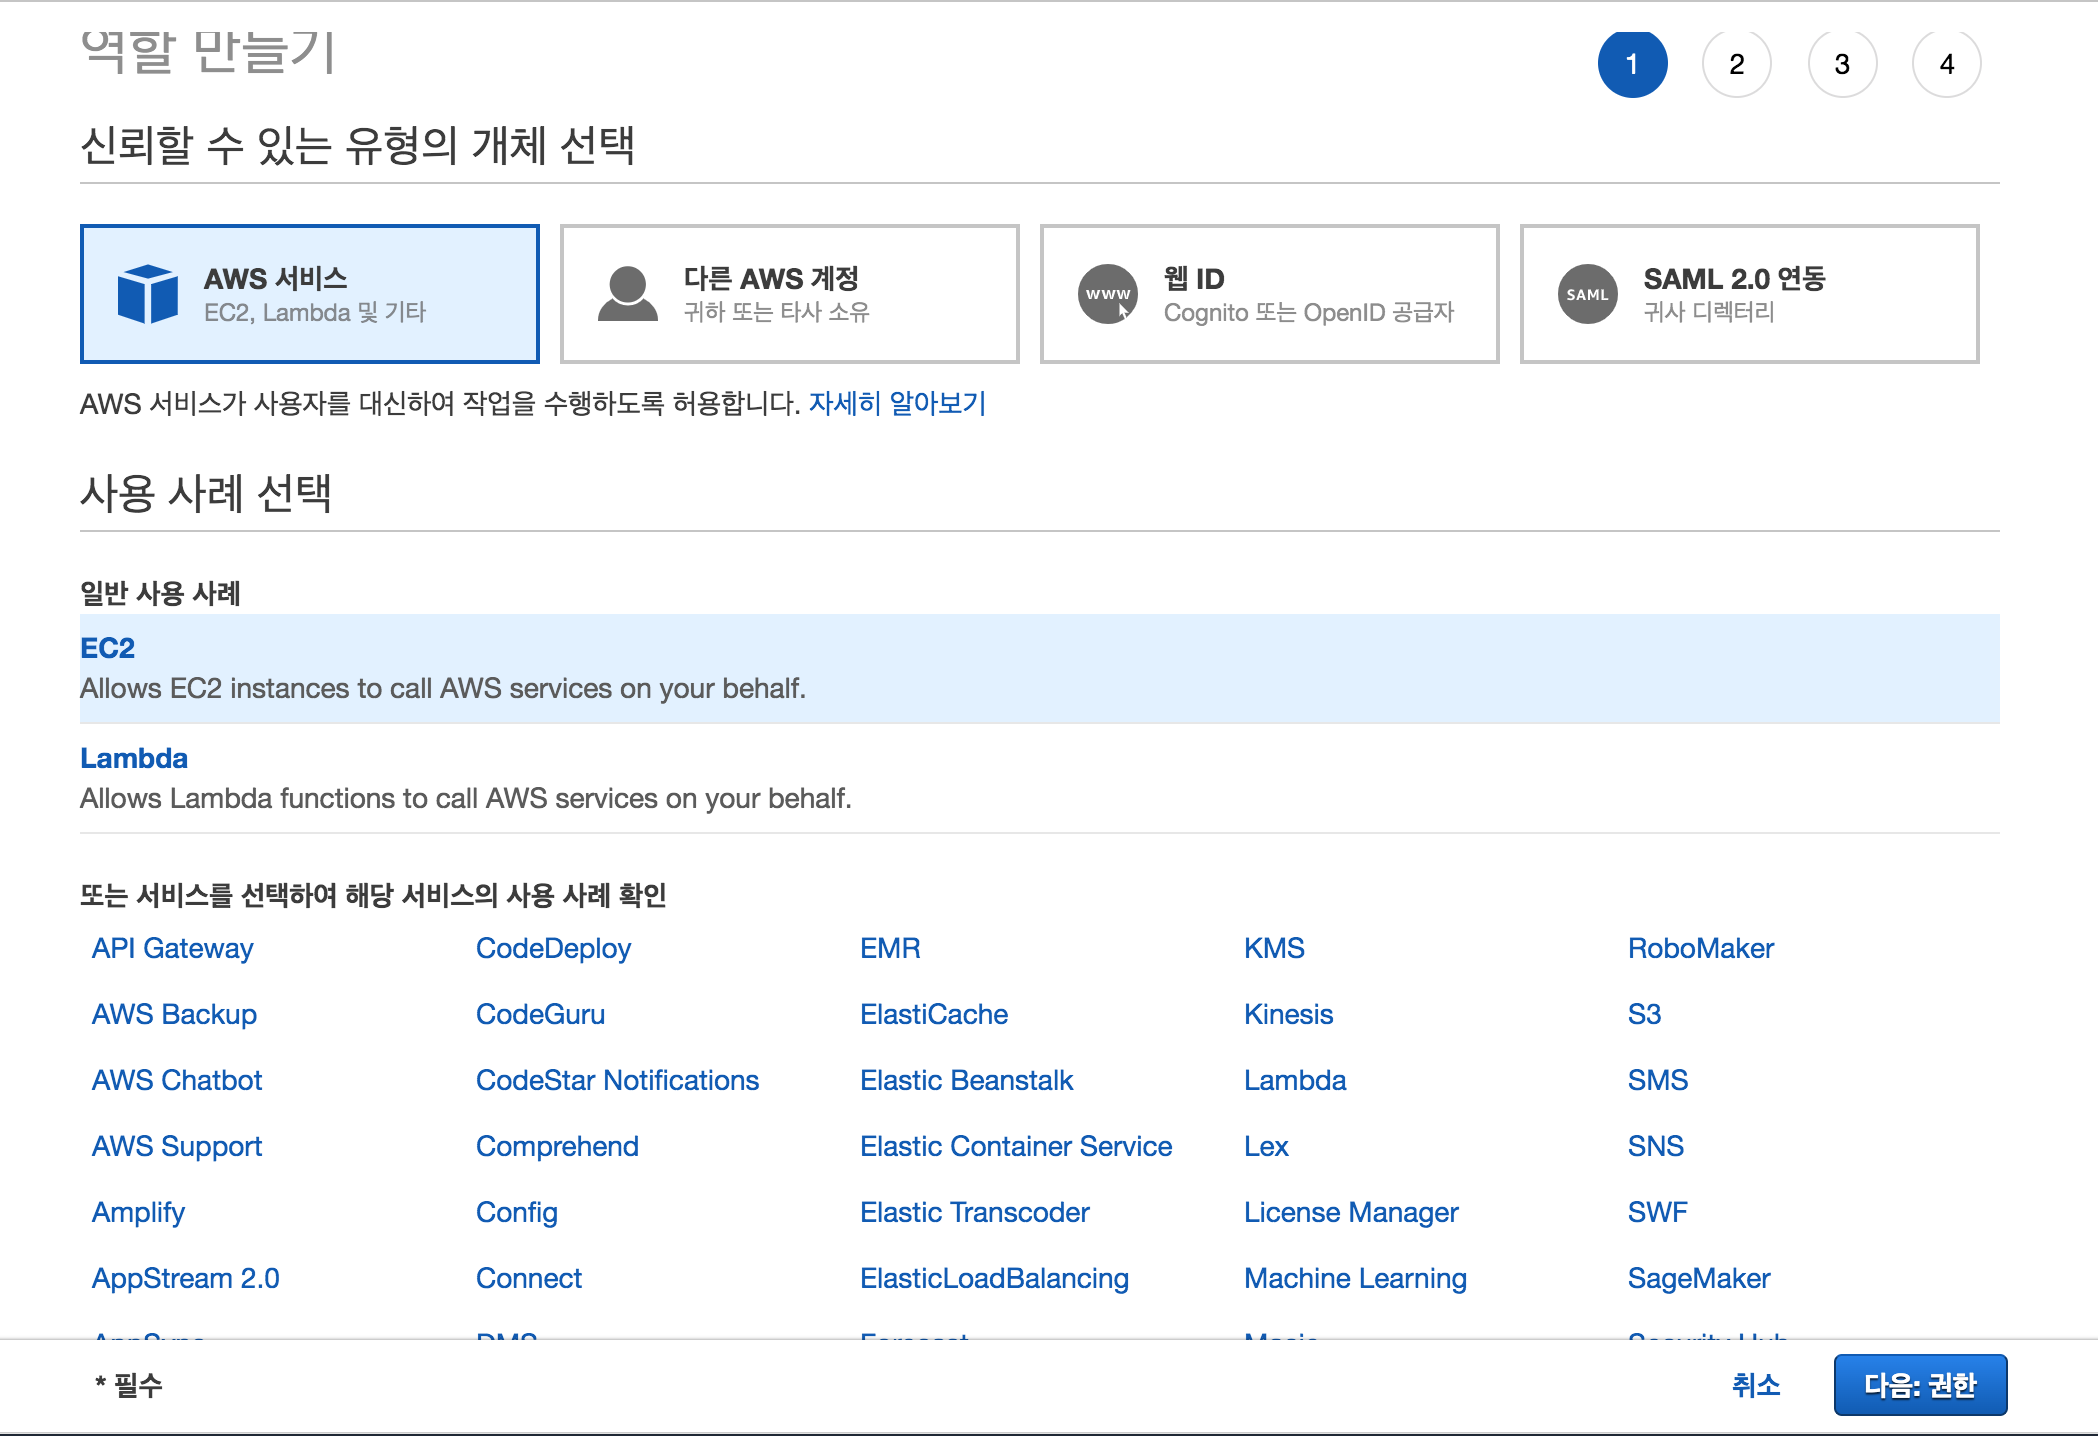 역할 만들기
1 2 3 4
신뢰할 수 있는 유형의 개체 선택
AWS 서비스
EC2, Lambda 및 기타
다른 AWS 계정
귀하 또는 타사 소유
www
웹 ID
Cognito 또는 OpenID 공급자
SAML
SAML 2.0 연동
귀사 디렉터리
AWS 서비스가 사용자를 대신하여 작업을 수행하도록 허용합니다. 자세히 알아보기
사용 사례 선택
일반 사용 사례
EC2
Allows EC2 instances to call AWS services on your behalf.
Lambda
Allows Lambda functions to call AWS services on your behalf.
또는 서비스를 선택하여 해당 서비스의 사용 사례 확인
API Gateway CodeDeploy EMR KMS RoboMaker
AWS Backup CodeGuru ElastiCache Kinesis S3
AWS Chatbot CodeStar Notifications Elastic Beanstalk Lambda SMS
AWS Support Comprehend Elastic Container Service Lex SNS
Amplify Config Elastic Transcoder License Manager SWF
AppStream 2.0 Connect ElasticLoadBalancing Machine Learning SageMaker
AppSync DMS Forecast Macie Security Hub
* 필수
취소
다음: 권한